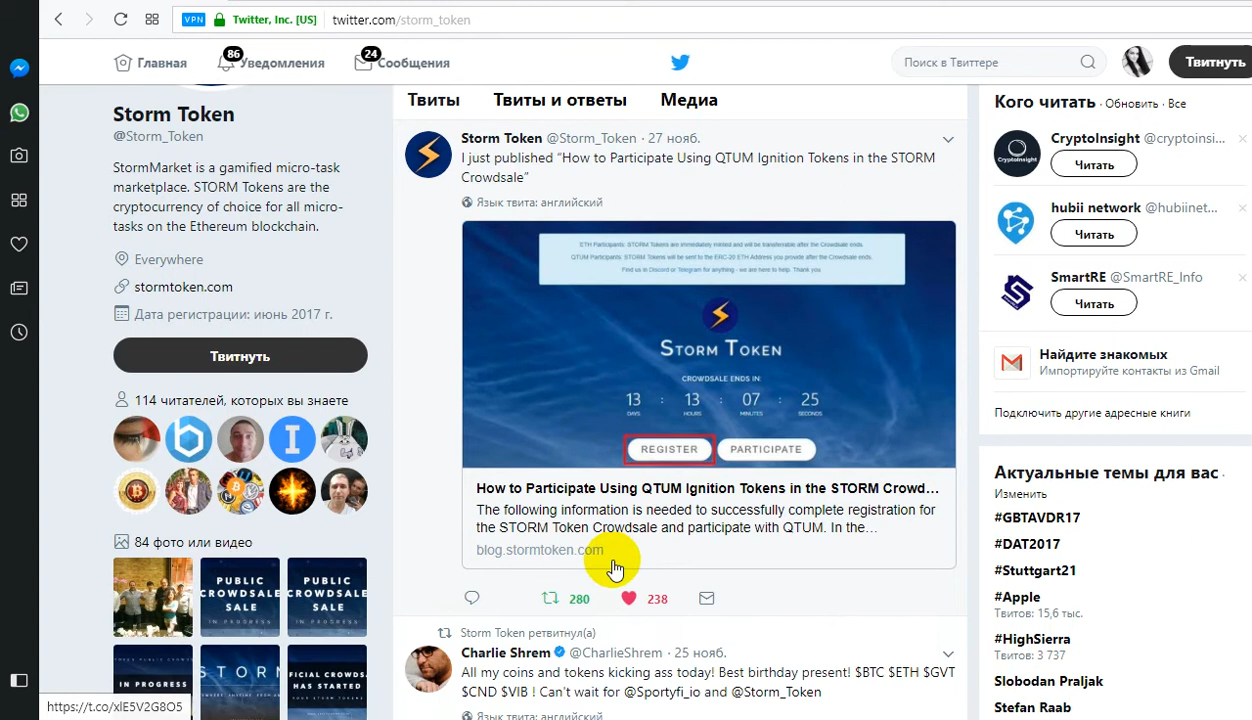 VPN
Twitter, Inc. [US]
twitter.com/storm_token
Главная
86
Уведомления
24
Сообщения
Поиск в Твиттере
Твитнуть
Storm Token
@Storm_Token
StormMarket is a gamified micro-task
marketplace. STORM Tokens are the
cryptocurrency of choice for all micro-
tasks on the Ethereum blockchain.
Everywhere
stormtoken.com
Дата регистрации: июнь 2017 г.
Твитнуть
114 читателей, которых вы знаете
84 фото или видео
PUBLIC
CROWDSALE
SALE
IN PROGRESS
PUBLIC
CROWDSALE
SALE
IN PROGRESS
IN PROGRESS
STORM
HAS STARTED
https://t.co/xlE5V2G8O5
Твиты
Твиты и ответы
Медиа
Storm Token @Storm_Token · 27 нояб.
I just published “How to Participate Using QTUM Ignition Tokens in the STORM
Crowdsale”
Язык твита: английский
ETH Participants: STORM Tokens are immediately minted and will be transferable after the Crowdsale ends.
QTUM Participants: STORM Tokens will be sent to the ERC-20 ETH Address you provide after the Crowdsale ends.
Find us in Discord or Telegram for anything - we are here to help. Thank you
STORM TOKEN
CROWDSALE ENDS IN:
13 : 13 : 07 : 25
DAYS HOURS MINUTES SECONDS
REGISTER
PARTICIPATE
How to Participate Using QTUM Ignition Tokens in the STORM Crowd...
The following information is needed to successfully complete registration for
the STORM Token Crowdsale and participate with QTUM. In the...
blog.stormtoken.com
280
238
Storm Token ретвитнул(а)
Charlie Shrem @CharlieShrem · 25 нояб.
All my coins and tokens kicking ass today! Best birthday present! $BTC $ETH $GVT
$CND $VIB ! Can't wait for @Sportyfi_io and @Storm_Token
Язык твита: английский
Кого читать · Обновить · Все
CryptoInsight @cryptoinsi...
Читать
hubii network @hubiinet...
Читать
SmartRE @SmartRE_Info
Читать
Найдите знакомых
Импортируйте контакты из Gmail
Подключить другие адресные книги
Актуальные темы для вас ·
Изменить
#GBTAVDR17
#DAT2017
#Stuttgart21
#Apple
Твитов: 15,6 тыс.
#HighSierra
Твитов: 3 737
Slobodan Praljak
Stefan Raab